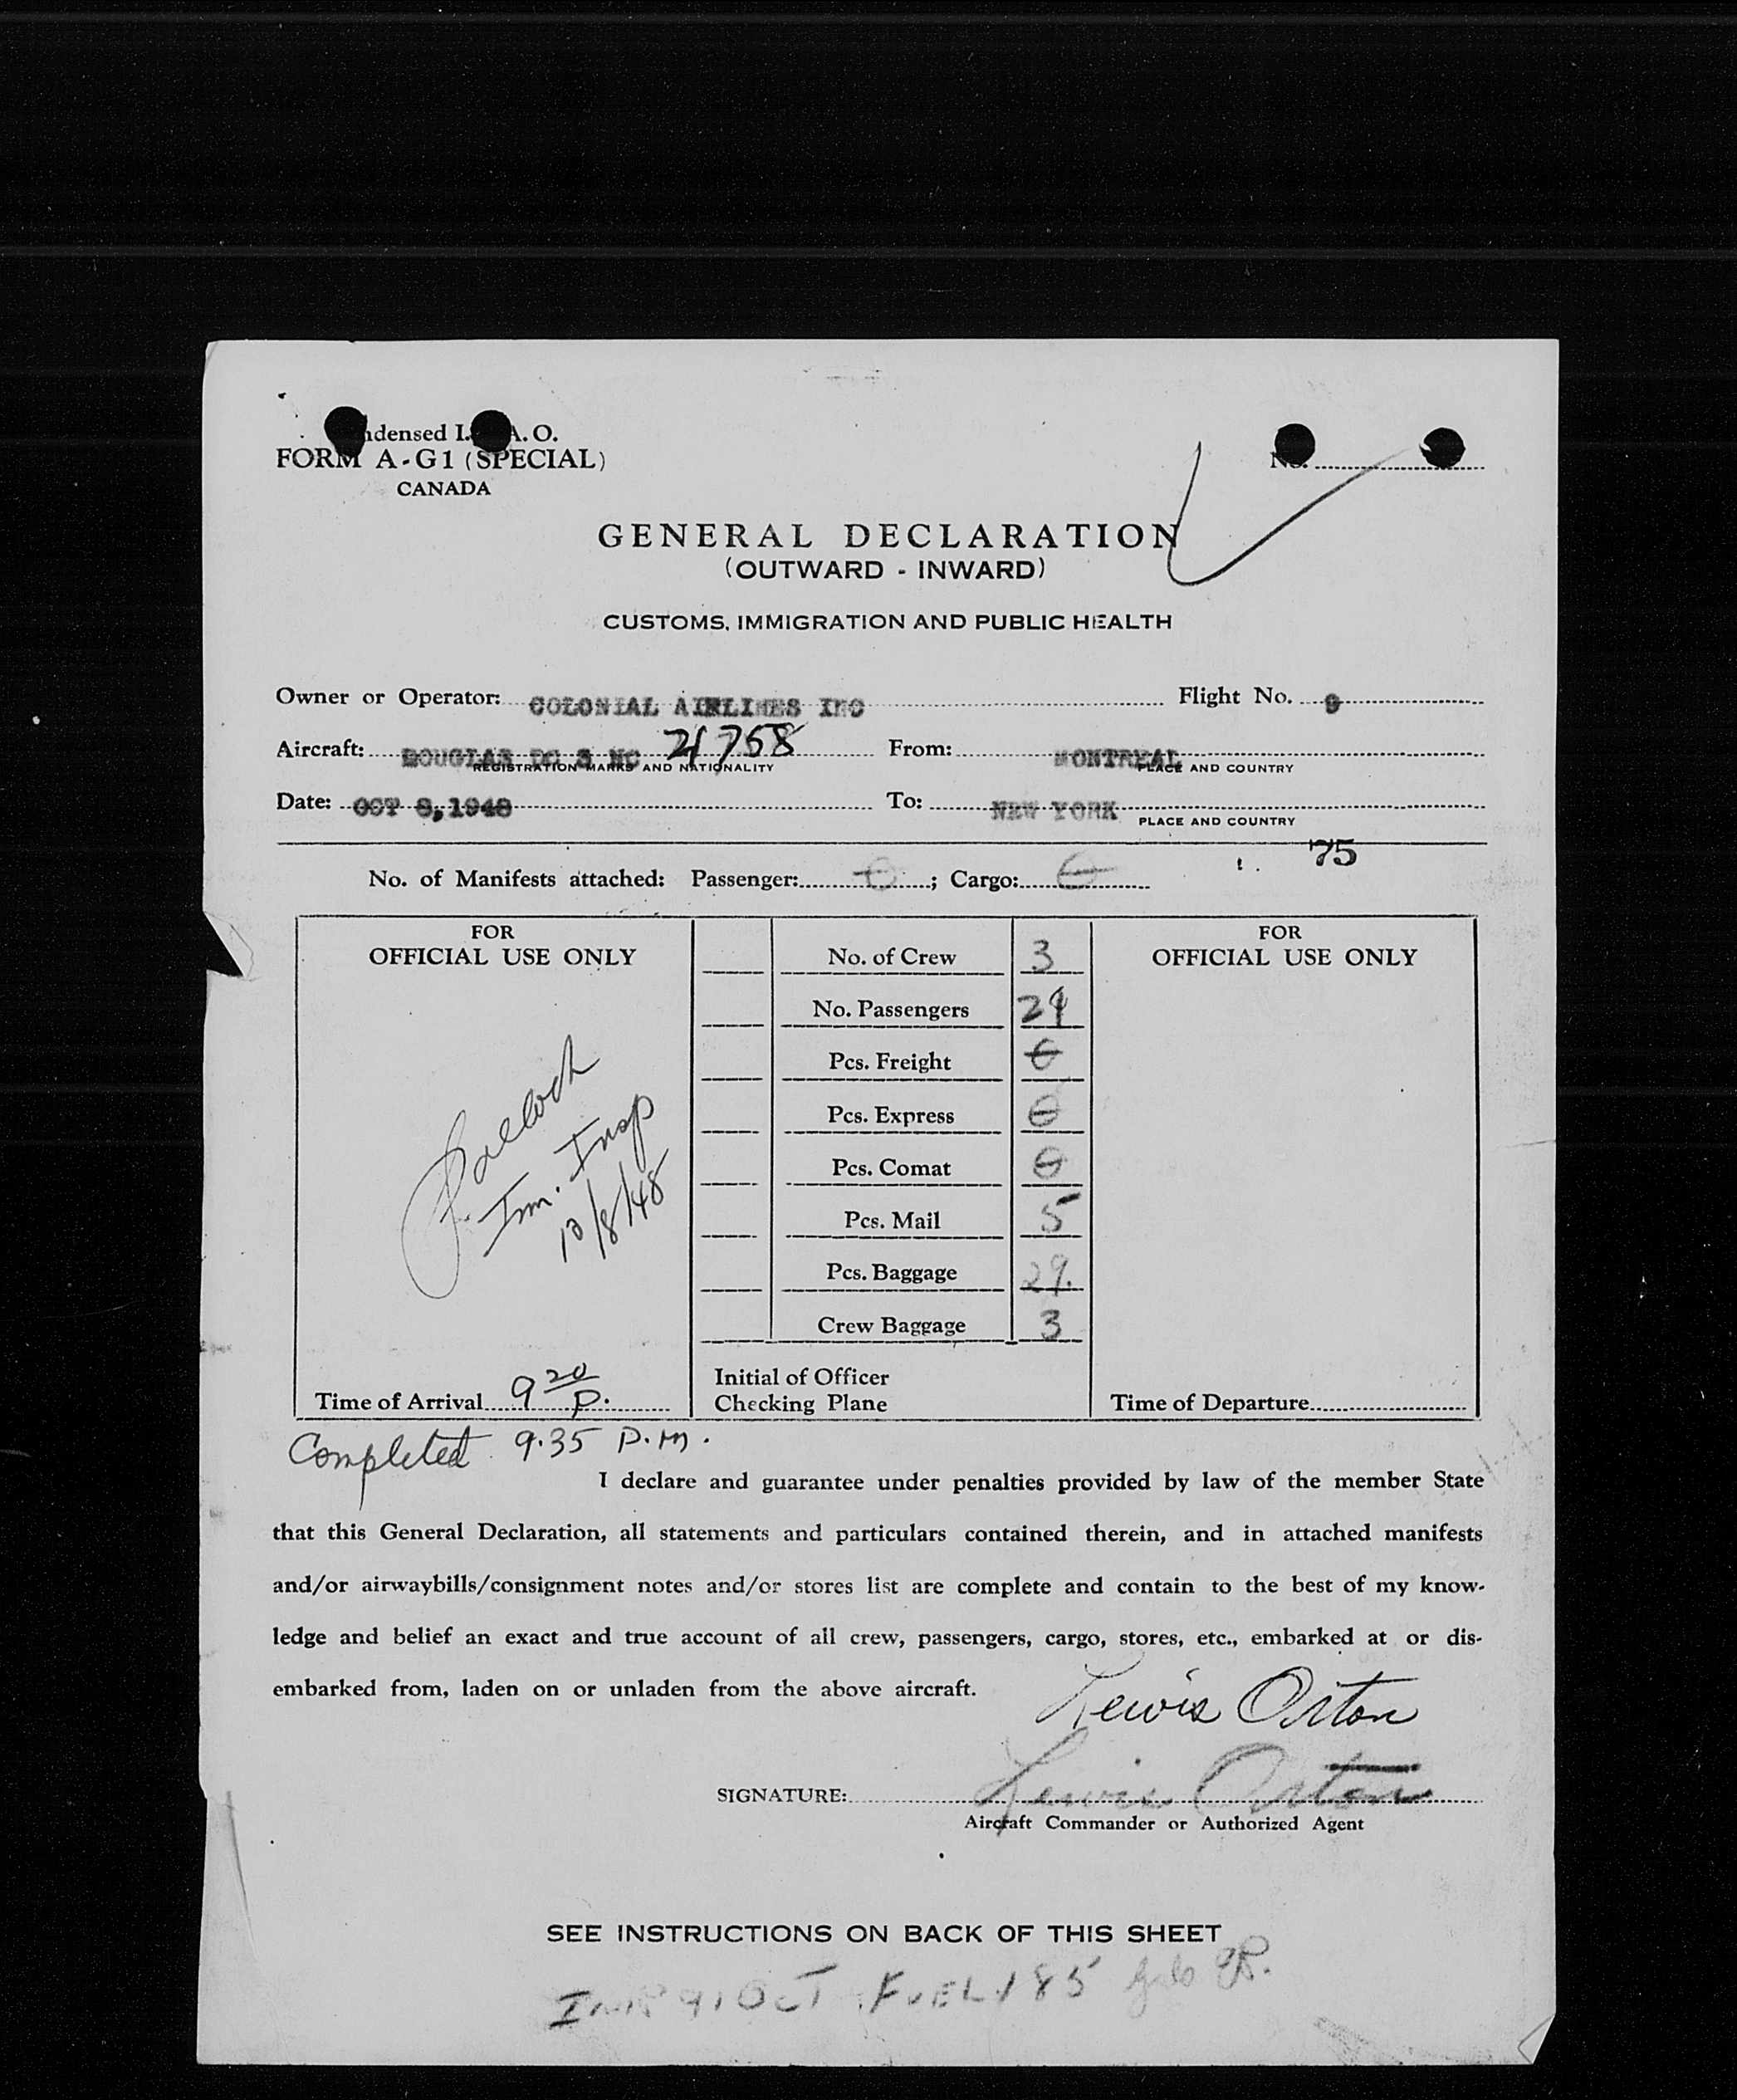 ndensed I. A. O.
FORM A-G1 (SPECIAL)
CANADA
No.
GENERAL DECLARATION
(OUTWARD - INWARD)
CUSTOMS, IMMIGRATION AND PUBLIC HEALTH
Owner or Operator: COLONIAL AIRLINES INC Flight No. 9
Aircraft: DOUGLAS DC 3 NC 21758 From: MONTREAL
REGISTRATION MARKS AND NATIONALITY PLACE AND COUNTRY
Date: OCT 8, 1948 To: NEW YORK
PLACE AND COUNTRY
75
No. of Manifests attached: Passenger: 0; Cargo: 0
FOR
OFFICIAL USE ONLY
Imm. Insp
10/8/48
Time of Arrival 9 20 P.
No. of Crew 3
No. Passengers 21
Pcs. Freight 0
Pcs. Express 0
Pcs. Comat 0
Pcs. Mail 5
Pcs. Baggage 29.
Crew Baggage 3
Initial of Officer
Checking Plane
FOR
OFFICIAL USE ONLY
Time of Departure
Completed 9.35 P.M.
I declare and guarantee under penalties provided by law of the member State
that this General Declaration, all statements and particulars contained therein, and in attached manifests
and/or airwaybills/consignment notes and/or stores list are complete and contain to the best of my know-
ledge and belief an exact and true account of all crew, passengers, cargo, stores, etc., embarked at or dis-
embarked from, laden on or unladen from the above aircraft.
Lewis Orton
SIGNATURE: Lewis Orton
Aircraft Commander or Authorized Agent
SEE INSTRUCTIONS ON BACK OF THIS SHEET
OCT FUEL 185